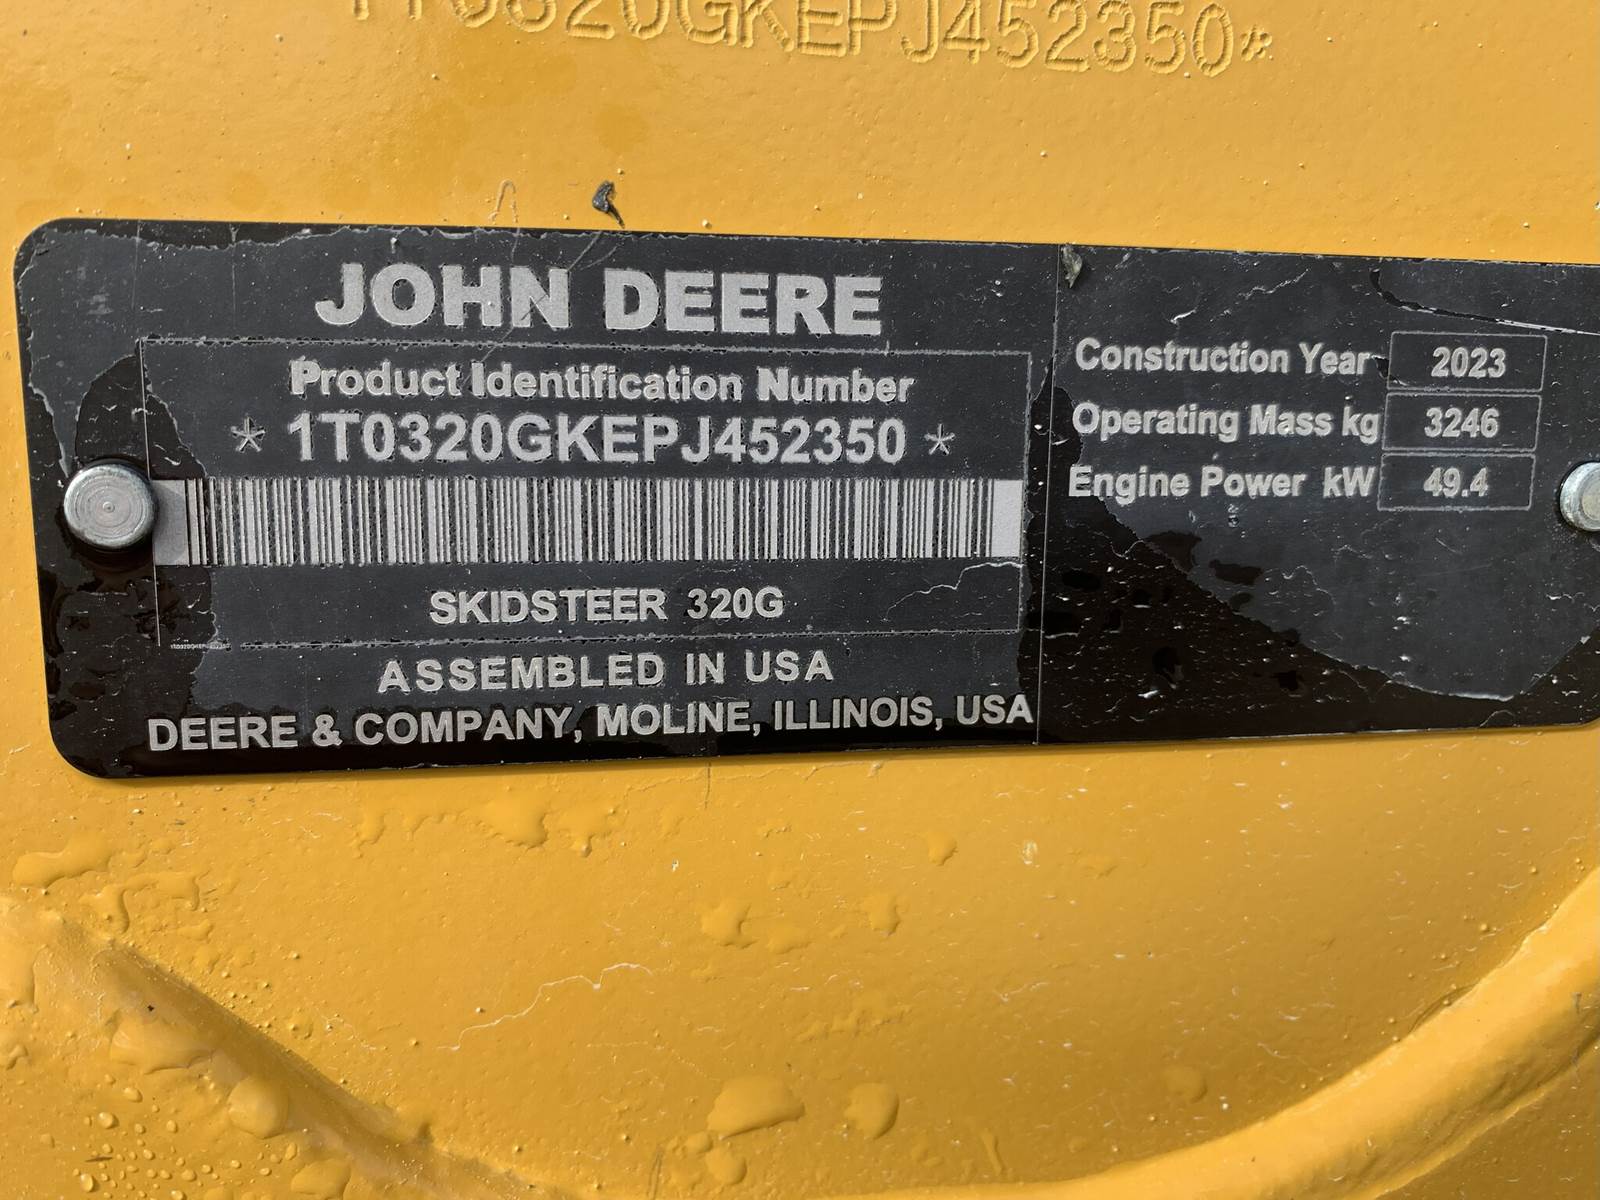 1T0320GKEPJ452350*
JOHN DEERE
Product Identification Number
* 1T0320GKEPJ452350 *
SKIDSTEER 320G
1T0320GKEPJ452350
ASSEMBLED IN USA
DEERE & COMPANY, MOLINE, ILLINOIS, USA
Construction Year 2023
Operating Mass kg 3246
Engine Power kW 49.4